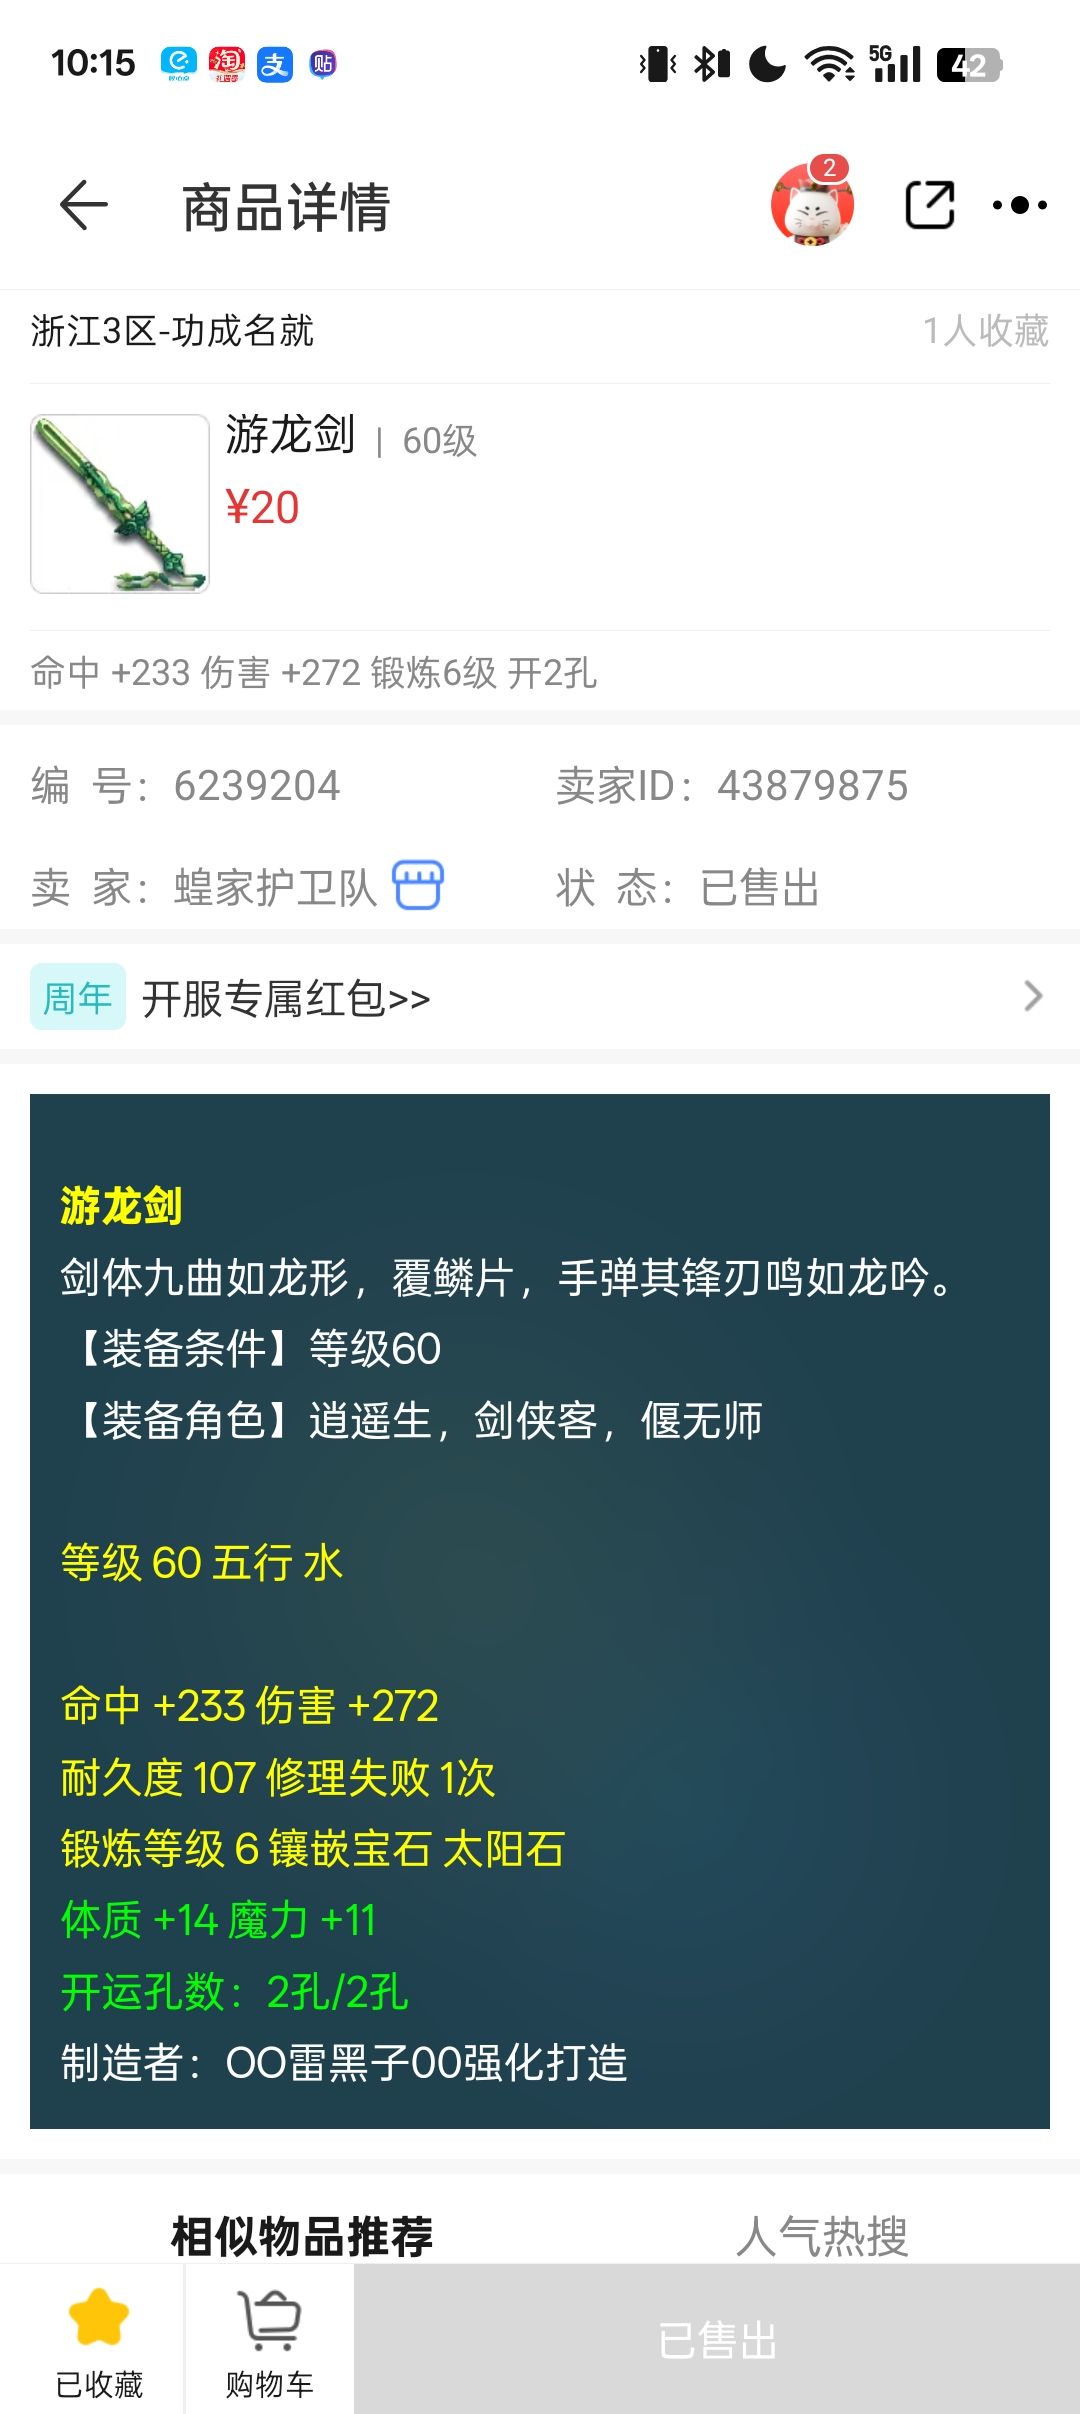 10:15
淘
支
贴
5G
42
商品详情
2
浙江3区-功成名就
1人收藏
游龙剑 | 60级
¥20
命中 +233 伤害 +272 锻炼6级 开2孔
编 号：6239204
卖家ID：43879875
卖 家：蝗家护卫队
状 态：已售出
周年 开服专属红包>>
游龙剑
剑体九曲如龙形，覆鳞片，手弹其锋刃鸣如龙吟。
【装备条件】等级60
【装备角色】逍遥生，剑侠客，偃无师
等级 60 五行 水
命中 +233 伤害 +272
耐久度 107 修理失败 1次
锻炼等级 6 镶嵌宝石 太阳石
体质 +14 魔力 +11
开运孔数：2孔/2孔
制造者：OO雷黑子00强化打造
相似物品推荐
人气热搜
已收藏
购物车
已售出